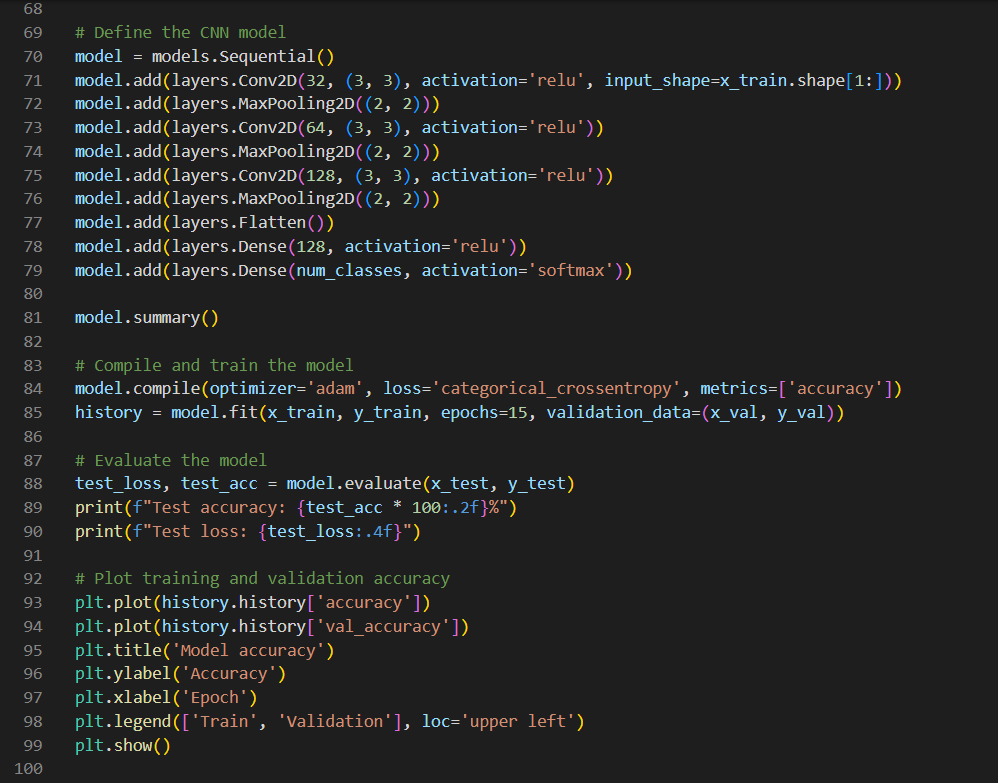 68
69 # Define the CNN model
70 model = models.Sequential()
71 model.add(layers.Conv2D(32, (3, 3), activation='relu', input_shape=x_train.shape[1:]))
72 model.add(layers.MaxPooling2D((2, 2)))
73 model.add(layers.Conv2D(64, (3, 3), activation='relu'))
74 model.add(layers.MaxPooling2D((2, 2)))
75 model.add(layers.Conv2D(128, (3, 3), activation='relu'))
76 model.add(layers.MaxPooling2D((2, 2)))
77 model.add(layers.Flatten())
78 model.add(layers.Dense(128, activation='relu'))
79 model.add(layers.Dense(num_classes, activation='softmax'))
80
81 model.summary()
82
83 # Compile and train the model
84 model.compile(optimizer='adam', loss='categorical_crossentropy', metrics=['accuracy'])
85 history = model.fit(x_train, y_train, epochs=15, validation_data=(x_val, y_val))
86
87 # Evaluate the model
88 test_loss, test_acc = model.evaluate(x_test, y_test)
89 print(f"Test accuracy: {test_acc * 100:.2f}%")
90 print(f"Test loss: {test_loss:.4f}")
91
92 # Plot training and validation accuracy
93 plt.plot(history.history['accuracy'])
94 plt.plot(history.history['val_accuracy'])
95 plt.title('Model accuracy')
96 plt.ylabel('Accuracy')
97 plt.xlabel('Epoch')
98 plt.legend(['Train', 'Validation'], loc='upper left')
99 plt.show()
100